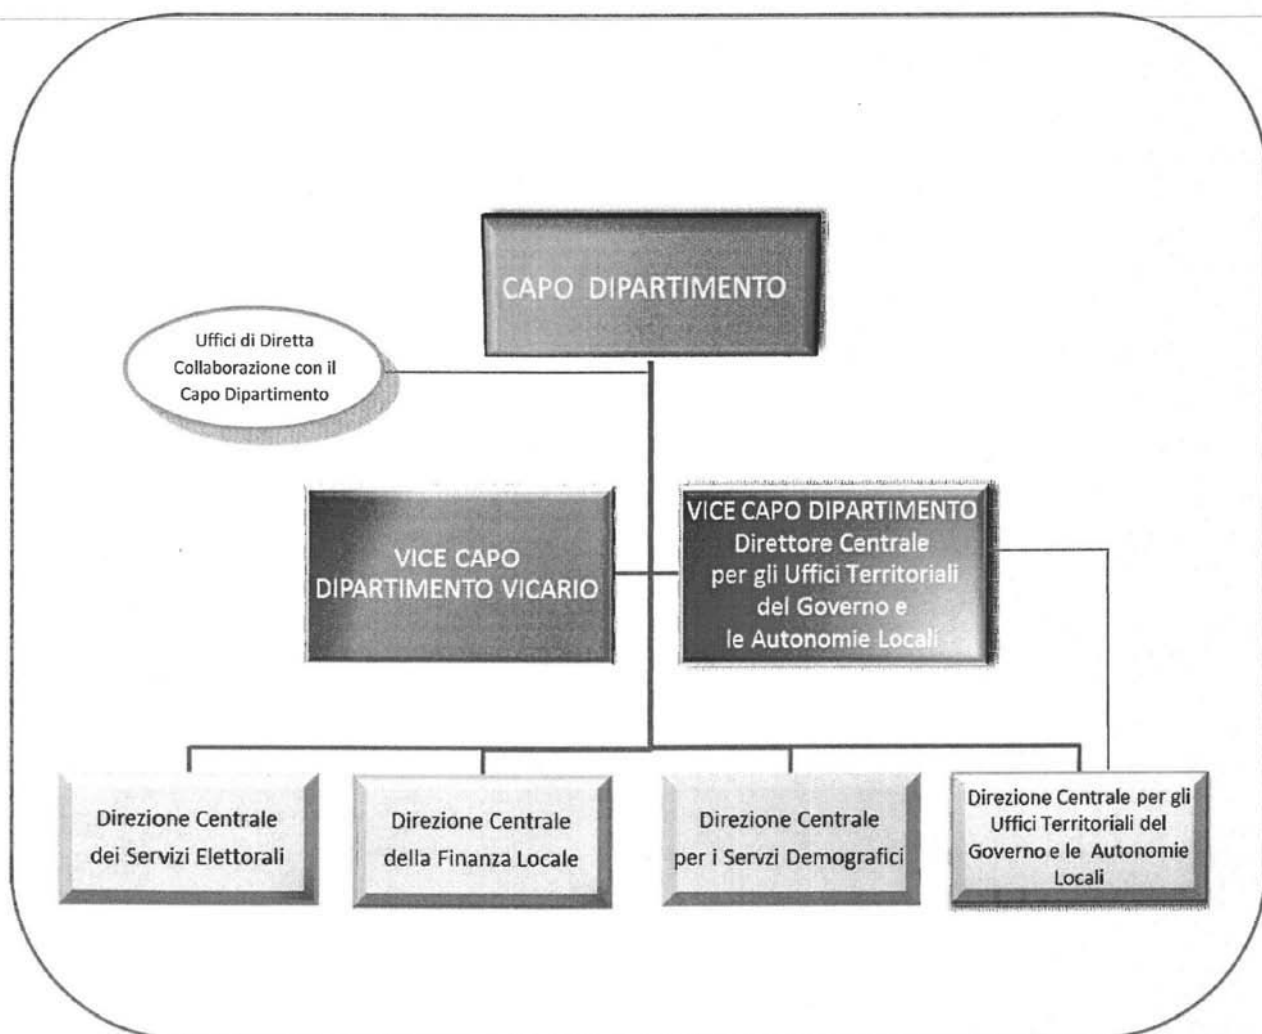 CAPO DIPARTIMENTO
Uffici di Diretta
Collaborazione con il
Capo Dipartimento
VICE CAPO
DIPARTIMENTO VICARIO
VICE CAPO DIPARTIMENTO
Direttore Centrale
per gli Uffici Territoriali
del Governo e
le Autonomie Locali
Direzione Centrale
dei Servizi Elettorali
Direzione Centrale
della Finanza Locale
Direzione Centrale
per i Servzi Demografici
Direzione Centrale per gli
Uffici Territoriali del
Governo e le Autonomie
Locali